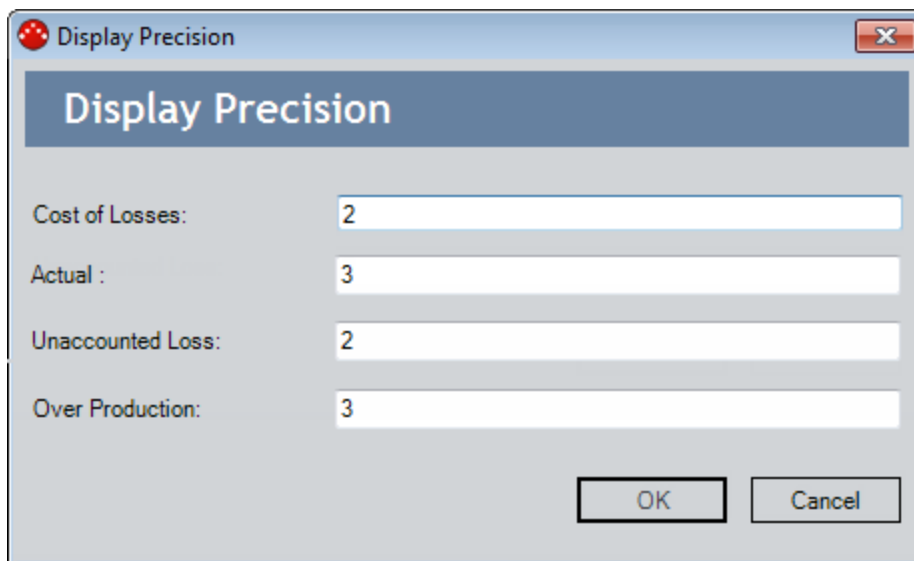 Display Precision
Display Precision
Cost of Losses: 2
Actual : 3
Unaccounted Loss: 2
Over Production: 3
OK Cancel